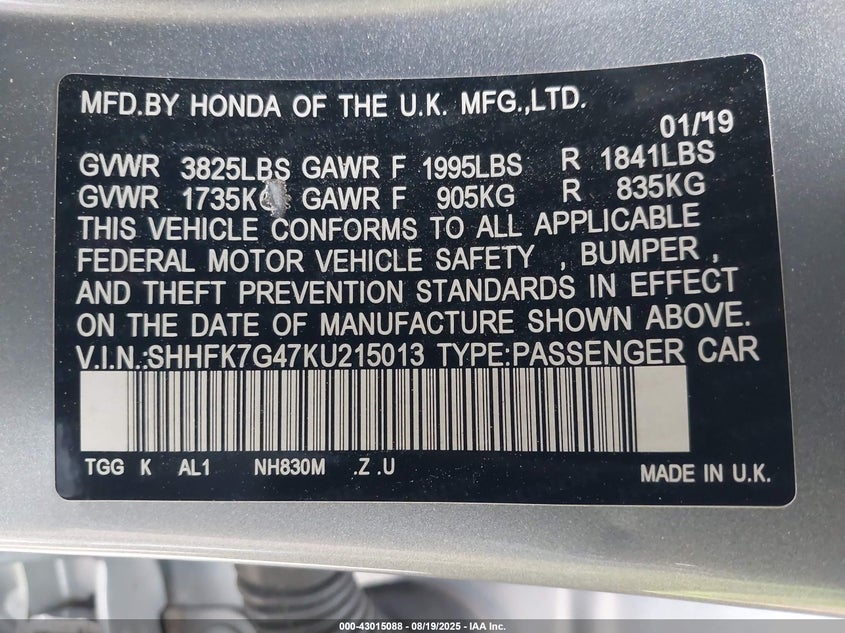 MFD.BY HONDA OF THE U.K. MFG.,LTD.
01/19
GVWR 3825LBS GAWR F 1995LBS R 1841LBS
GVWR 1735KG GAWR F 905KG R 835KG
THIS VEHICLE CONFORMS TO ALL APPLICABLE
FEDERAL MOTOR VEHICLE SAFETY , BUMPER ,
AND THEFT PREVENTION STANDARDS IN EFFECT
ON THE DATE OF MANUFACTURE SHOWN ABOVE.
V.I.N.:SHHFK7G47KU215013 TYPE:PASSENGER CAR
TGG K AL1 NH830M .Z .U
MADE IN U.K.
000-43015088 - 08/19/2025 - IAA Inc.